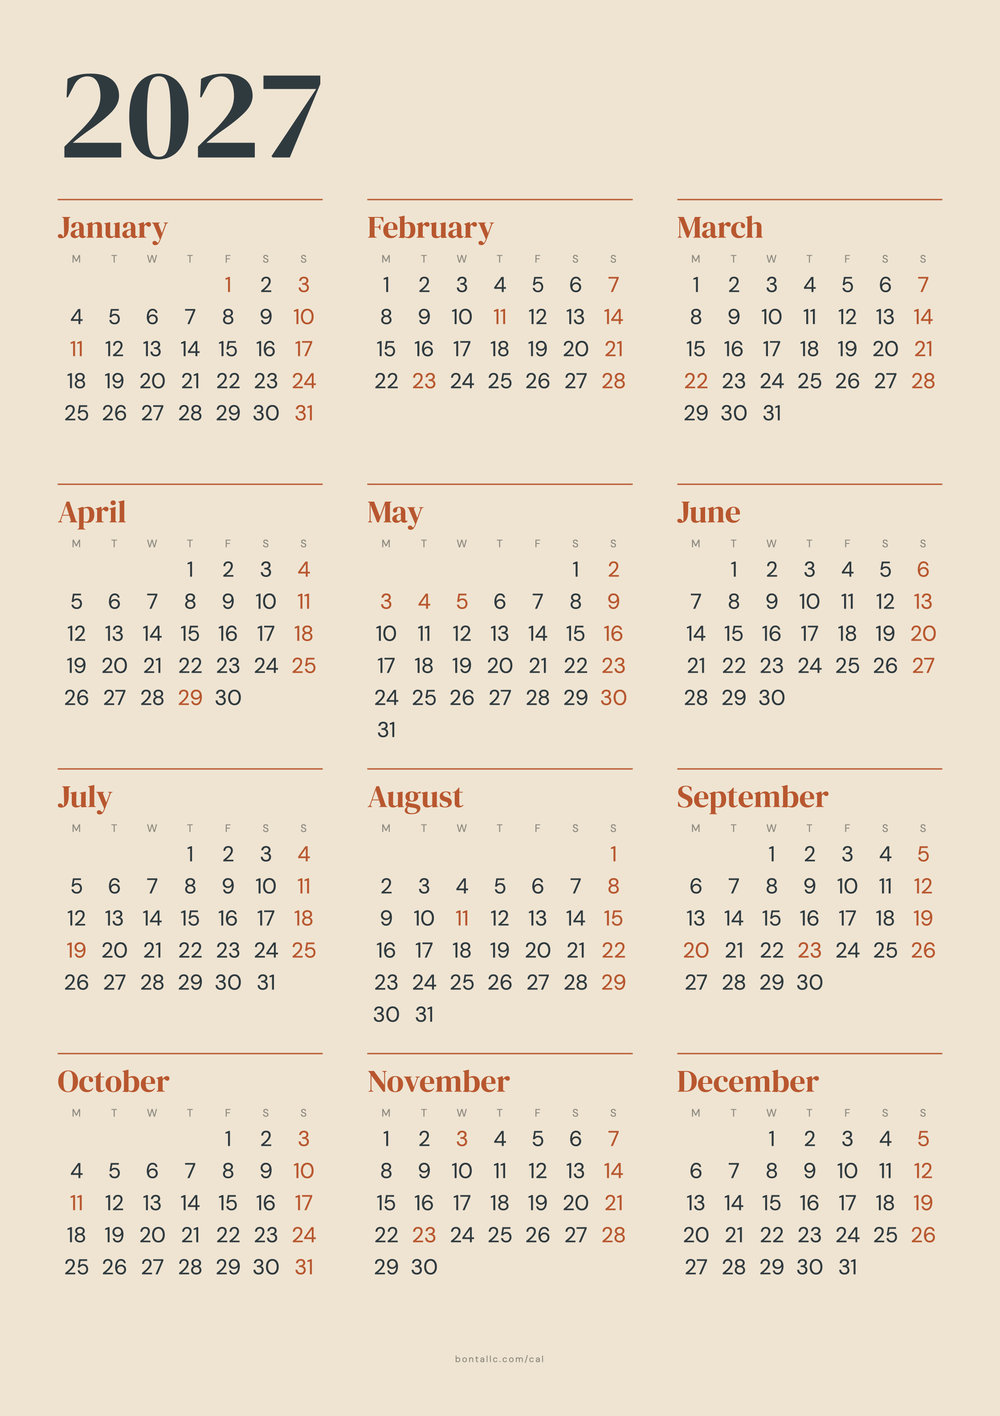 2027
January
M T W T F S S
1 2 3
4 5 6 7 8 9 10
11 12 13 14 15 16 17
18 19 20 21 22 23 24
25 26 27 28 29 30 31
February
M T W T F S S
1 2 3 4 5 6 7
8 9 10 11 12 13 14
15 16 17 18 19 20 21
22 23 24 25 26 27 28
March
M T W T F S S
1 2 3 4 5 6 7
8 9 10 11 12 13 14
15 16 17 18 19 20 21
22 23 24 25 26 27 28
29 30 31
April
M T W T F S S
1 2 3 4
5 6 7 8 9 10 11
12 13 14 15 16 17 18
19 20 21 22 23 24 25
26 27 28 29 30
May
M T W T F S S
1 2
3 4 5 6 7 8 9
10 11 12 13 14 15 16
17 18 19 20 21 22 23
24 25 26 27 28 29 30
31
June
M T W T F S S
1 2 3 4 5 6
7 8 9 10 11 12 13
14 15 16 17 18 19 20
21 22 23 24 25 26 27
28 29 30
July
M T W T F S S
1 2 3 4
5 6 7 8 9 10 11
12 13 14 15 16 17 18
19 20 21 22 23 24 25
26 27 28 29 30 31
August
M T W T F S S
1
2 3 4 5 6 7 8
9 10 11 12 13 14 15
16 17 18 19 20 21 22
23 24 25 26 27 28 29
30 31
September
M T W T F S S
1 2 3 4 5
6 7 8 9 10 11 12
13 14 15 16 17 18 19
20 21 22 23 24 25 26
27 28 29 30
October
M T W T F S S
1 2 3
4 5 6 7 8 9 10
11 12 13 14 15 16 17
18 19 20 21 22 23 24
25 26 27 28 29 30 31
November
M T W T F S S
1 2 3 4 5 6 7
8 9 10 11 12 13 14
15 16 17 18 19 20 21
22 23 24 25 26 27 28
29 30
December
M T W T F S S
1 2 3 4 5
6 7 8 9 10 11 12
13 14 15 16 17 18 19
20 21 22 23 24 25 26
27 28 29 30 31
bontallc.com/cal